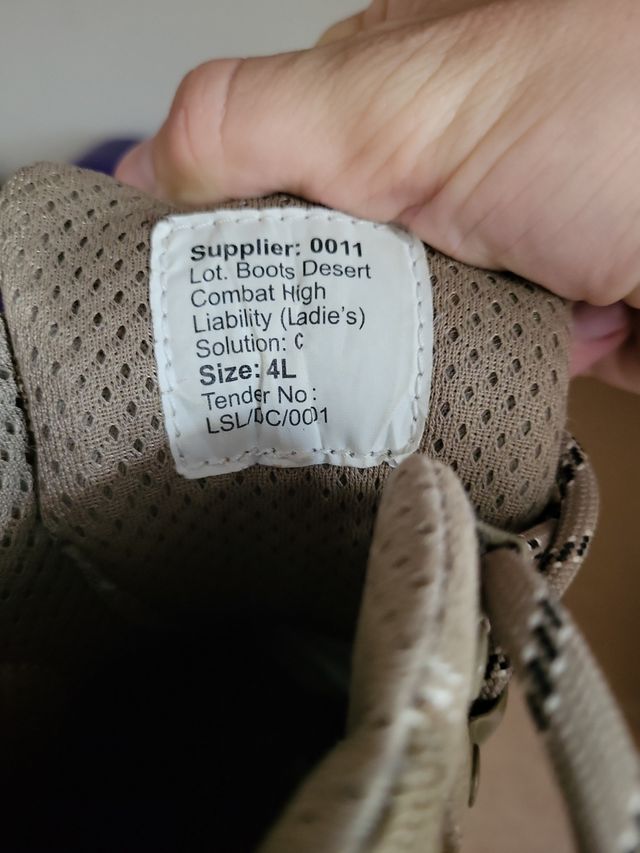 Supplier: 0011
Lot. Boots Desert
Combat High
Liability (Ladie's)
Solution: C
Size: 4L
Tender No:
LSL/DC/0001